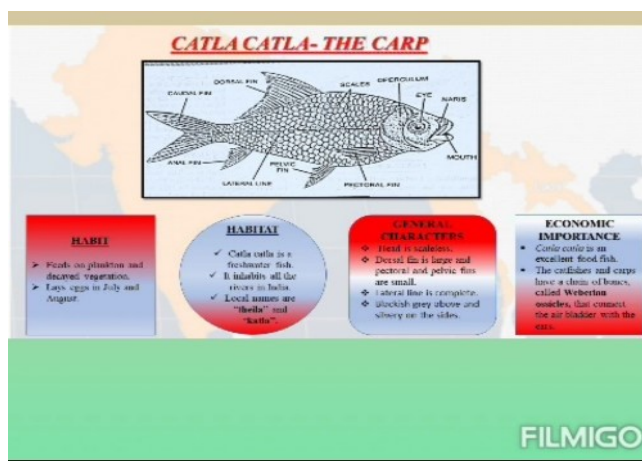 CATLA CATLA- THE CARP
DORSAL FIN
SCALES
OPERCULUM
EYE
NARIS
CAUDAL FIN
MOUTH
ANAL FIN
PELVIC
FIN
LATERAL LINE
PECTORAL FIN
HABIT
➢ Feeds on plankton and
decayed vegetation.
➢ Lays eggs in July and
August.
HABITAT
✓ Catla catla is a
freshwater fish.
✓ It inhabits all the
rivers in India.
✓ Local names are
"theila" and
"katla".
GENERAL
CHARACTERS
❖ Head is scaleless.
❖ Dorsal fin is large and
pectoral and pelvic fins
are small.
❖ Lateral line is complete.
❖ Blackish grey above and
silvery on the sides.
ECONOMIC
IMPORTANCE
• Catla catla is an
excellent food fish.
• The catfishes and carps
have a chain of bones,
called Weberian
ossicles, that connect
the air bladder with the
ears.
FILMIGO